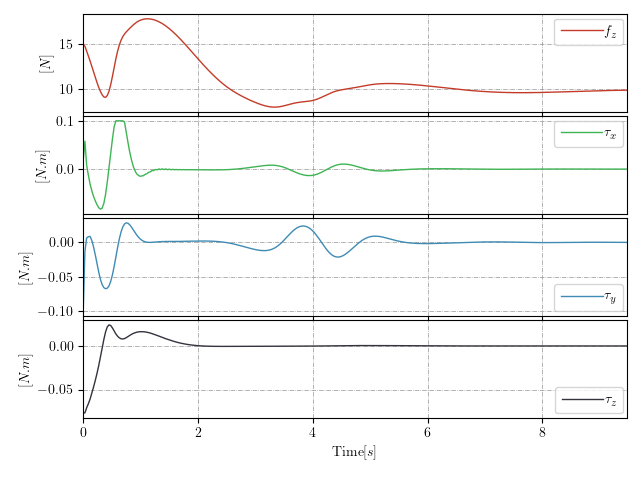 15
10
[N]
f_z
0.1
0.0
[N.m]
τ_x
0.00
−0.05
−0.10
[N.m]
τ_y
0.00
−0.05
[N.m]
τ_z
0 2 4 6 8
Time[s]